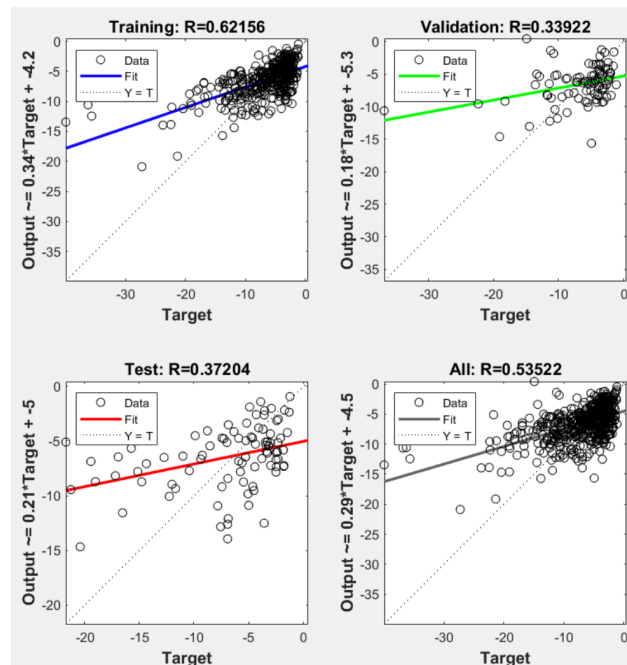 Training: R=0.62156
Output ~= 0.34*Target + -4.2
0
-5
-10
-15
-20
-25
-30
-35
Data
Fit
Y = T
-30
-20
-10
0
Target
Validation: R=0.33922
Output ~= 0.18*Target + -5.3
0
-5
-10
-15
-20
-25
-30
-35
Data
Fit
Y = T
-30
-20
-10
0
Target
Test: R=0.37204
Output ~= 0.21*Target + -5
0
-5
-10
-15
-20
Data
Fit
Y = T
-20
-15
-10
-5
0
Target
All: R=0.53522
Output ~= 0.29*Target + -4.5
0
-5
-10
-15
-20
-25
-30
-35
Data
Fit
Y = T
-30
-20
-10
0
Target